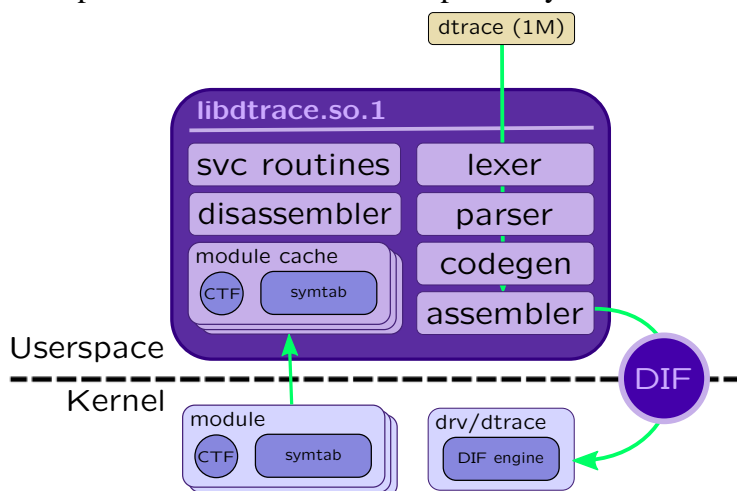 dtrace (1M)
libdtrace.so.1
svc routines
lexer
disassembler
parser
module cache
CTF
symtab
codegen
assembler
Userspace
DIF
Kernel
module
CTF
symtab
drv/dtrace
DIF engine